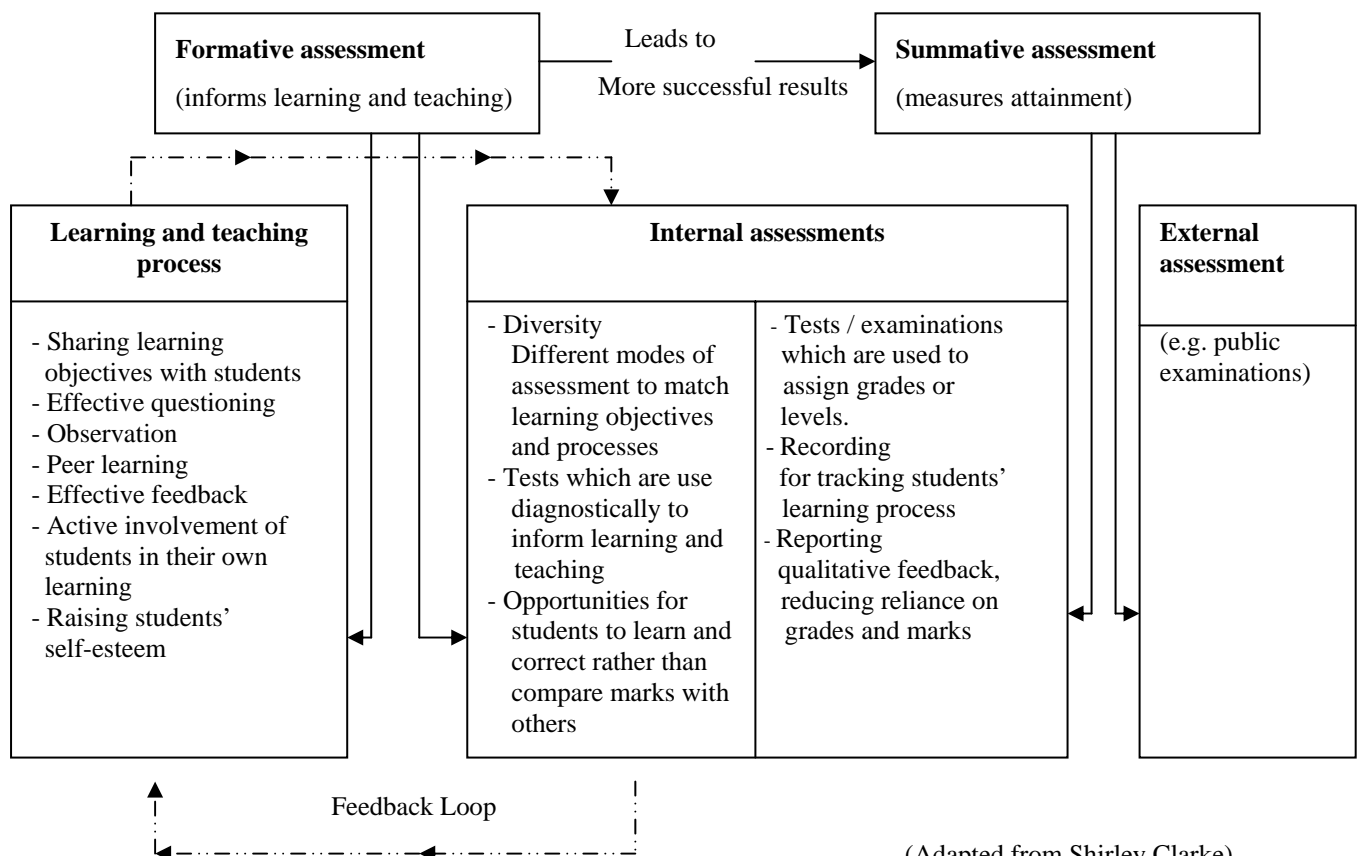 Formative assessment
(informs learning and teaching)
Leads to
More successful results
Summative assessment
(measures attainment)
Learning and teaching
process
- Sharing learning
objectives with students
- Effective questioning
- Observation
- Peer learning
- Effective feedback
- Active involvement of
students in their own
learning
- Raising students’
self-esteem
Internal assessments
- Diversity
Different modes of
assessment to match
learning objectives
and processes
- Tests which are use
diagnostically to
inform learning and
teaching
- Opportunities for
students to learn and
correct rather than
compare marks with
others
- Tests / examinations
which are used to
assign grades or
levels.
- Recording
for tracking students’
learning process
- Reporting
qualitative feedback,
reducing reliance on
grades and marks
External
assessment
(e.g. public
examinations)
Feedback Loop
(Adapted from Shirley Clarke)